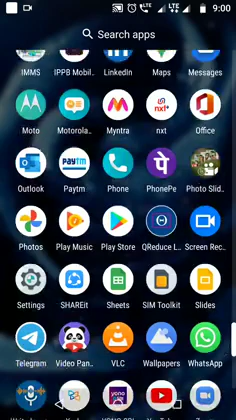 9:00
LTE
LTE
Search apps
IMMS IPPB Mobil.. LinkedIn Maps Messages
Moto Motorola.. Myntra nxt Office
Outlook Paytm Phone PhonePe Photo Slid..
Photos Play Music Play Store QReduce L.. Screen Rec..
Settings SHAREit Sheets SIM Toolkit Slides
Telegram Video Pan.. VLC Wallpapers WhatsApp